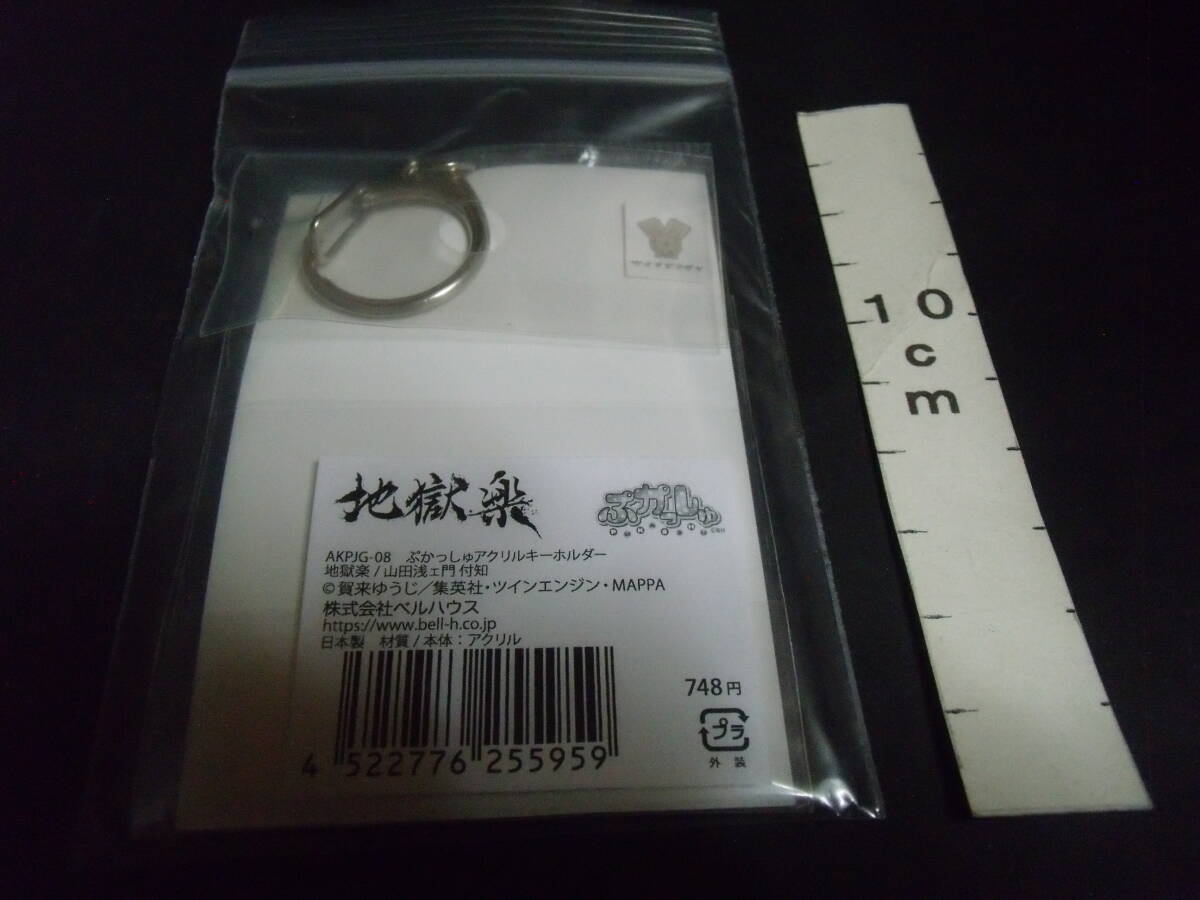 地獄楽
ぷかっしゅ
PUKASHU
AKPJG-08 ぷかっしゅアクリルキーホルダー
地獄楽 / 山田浅ェ門 付知
©賀来ゆうじ／集英社・ツインエンジン・MAPPA
株式会社ベルハウス
https://www.bell-h.co.jp
日本製 材質 / 本体：アクリル
748円
プラ
外装
4 522776 255959
10
cm